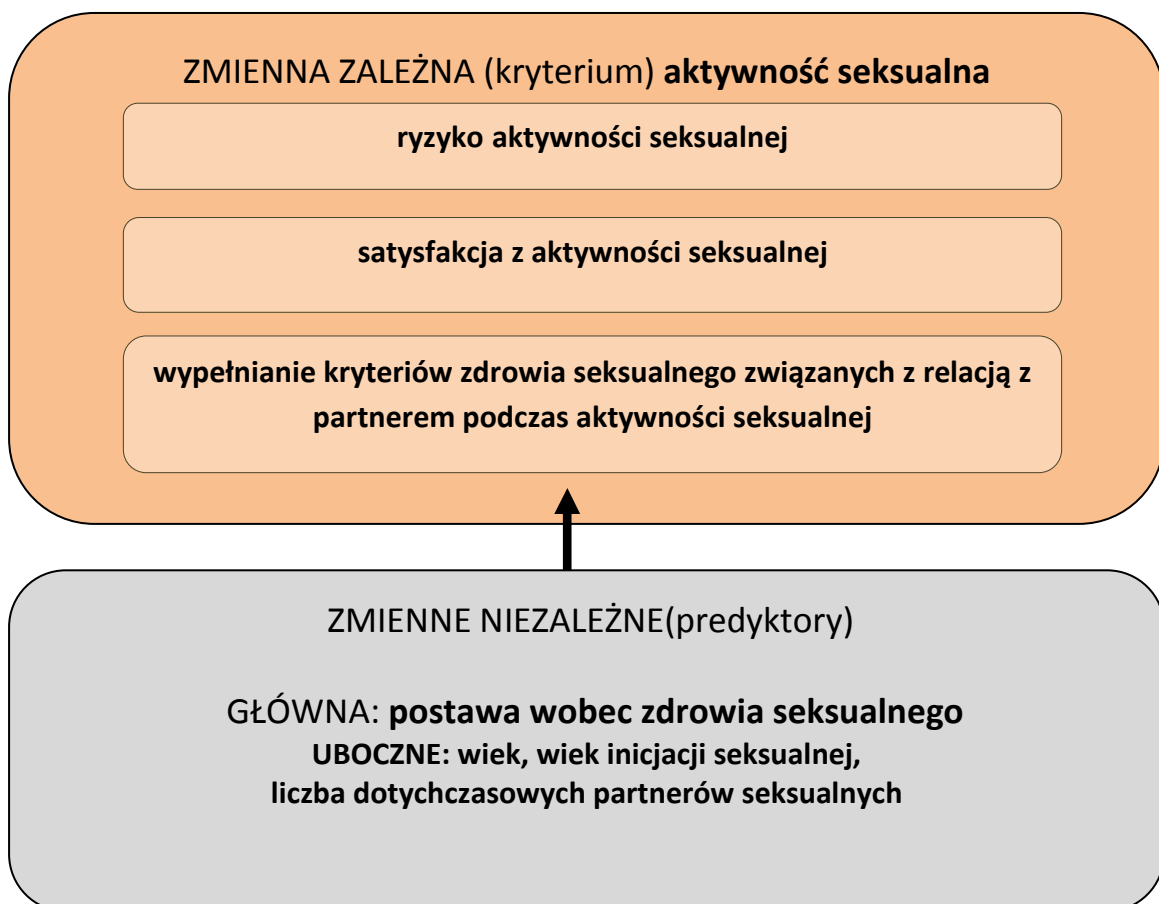 ZMIENNA ZALEŻNA (kryterium) aktywność seksualna
ryzyko aktywności seksualnej
satysfakcja z aktywności seksualnej
wypełnianie kryteriów zdrowia seksualnego związanych z relacją z
partnerem podczas aktywności seksualnej
ZMIENNE NIEZALEŻNE(predyktory)
GŁÓWNA: postawa wobec zdrowia seksualnego
UBOCZNE: wiek, wiek inicjacji seksualnej,
liczba dotychczasowych partnerów seksualnych